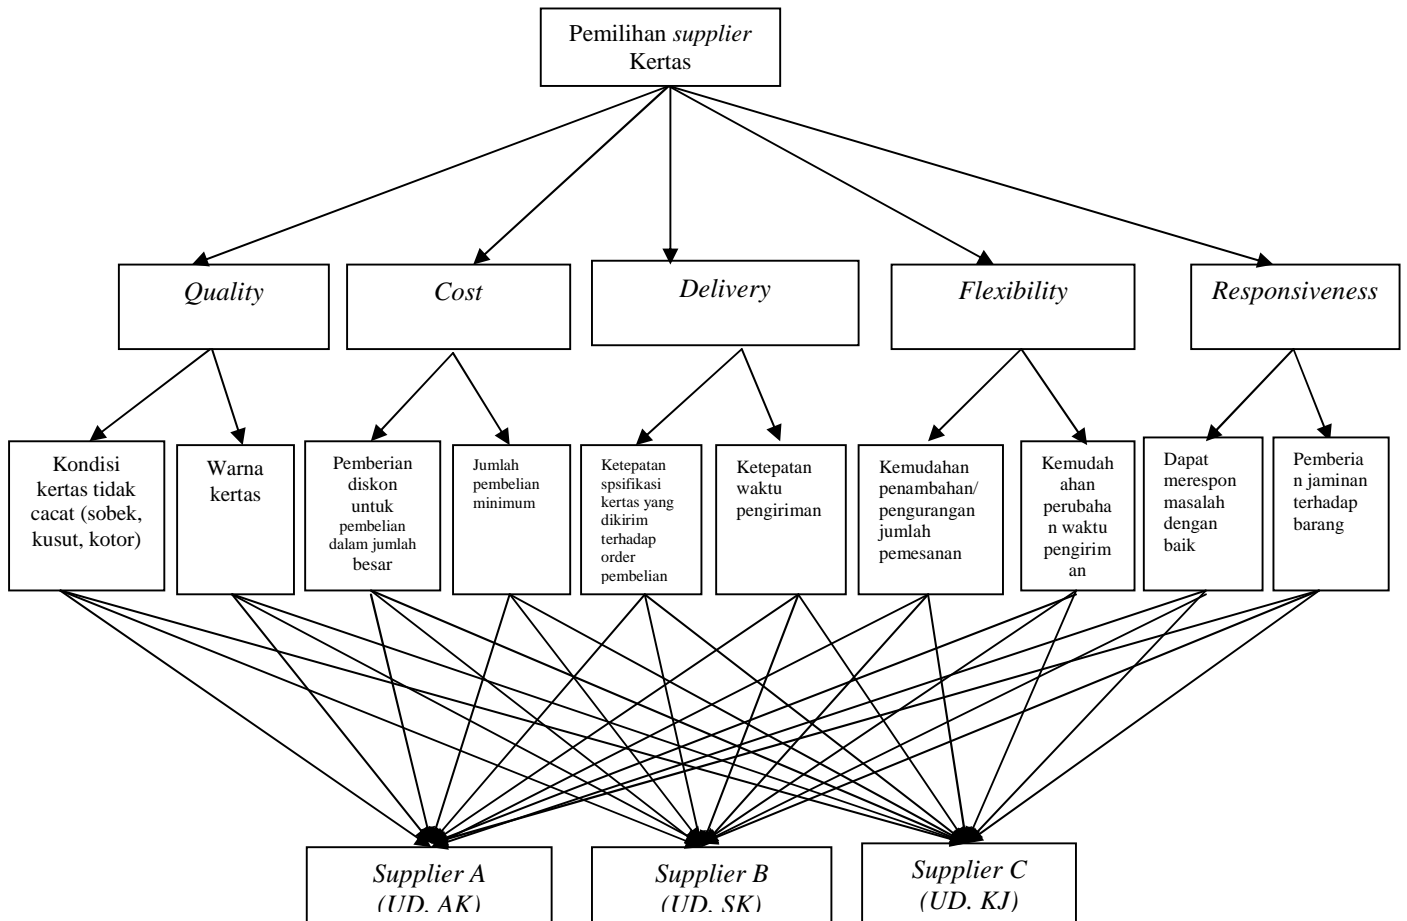 Pemilihan supplier
Kertas
Quality
Cost
Delivery
Flexibility
Responsiveness
Kondisi
kertas tidak
cacat (sobek,
kusut, kotor)
Warna
kertas
Pemberian
diskon
untuk
pembelian
dalam jumlah
besar
Jumlah
pembelian
minimum
Ketepatan
spsifikasi
kertas yang
dikirim
terhadap
order
pembelian
Ketepatan
waktu
pengiriman
Kemudahan
penambahan/
pengurangan
jumlah
pemesanan
Kemudah
ahan
perubaha
n waktu
pengirim
an
Dapat
merespon
masalah
dengan
baik
Pemberia
n jaminan
terhadap
barang
Supplier A
(UD. AK)
Supplier B
(UD. SK)
Supplier C
(UD. KJ)